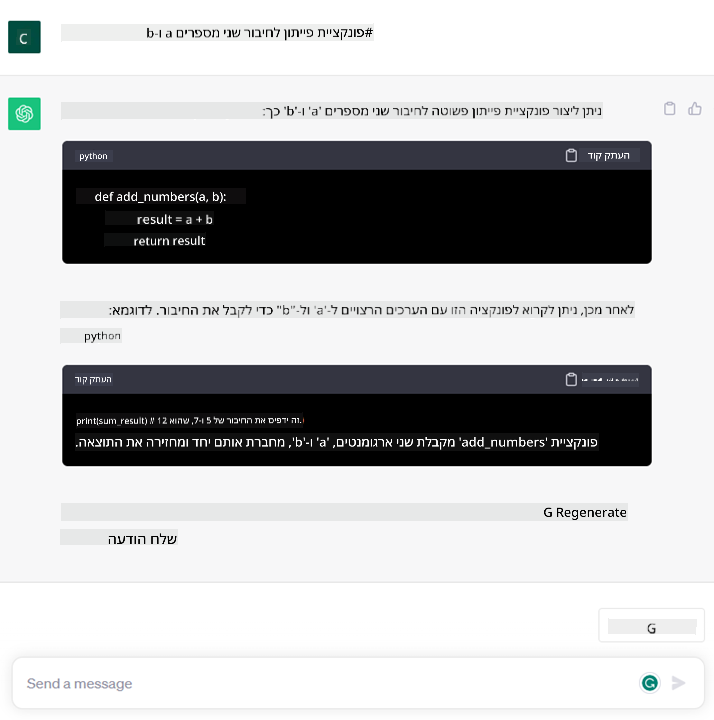 C
#פונקציית פייתון לחיבור שני מספרים a ו-b
ניתן ליצור פונקציית פייתון פשוטה לחיבור שני מספרים 'a' ו-'b' כך:
python
העתק קוד
def add_numbers(a, b):
result = a + b
return result
לאחר מכן, ניתן לקרוא לפונקציה הזו עם הערכים הרצויים ל-'a' ול-"b" כדי לקבל את החיבור. לדוגמא:
python
העתק קוד
print(sum_result) // זה ידפיס את החיבור של 5 ו-7, שהוא 12.
פונקציית 'add_numbers' מקבלת שני ארגומנטים, 'a' ו-'b', מחברת אותם יחד ומחזירה את התוצאה.
G Regenerate
שלח הודעה
G
Send a message